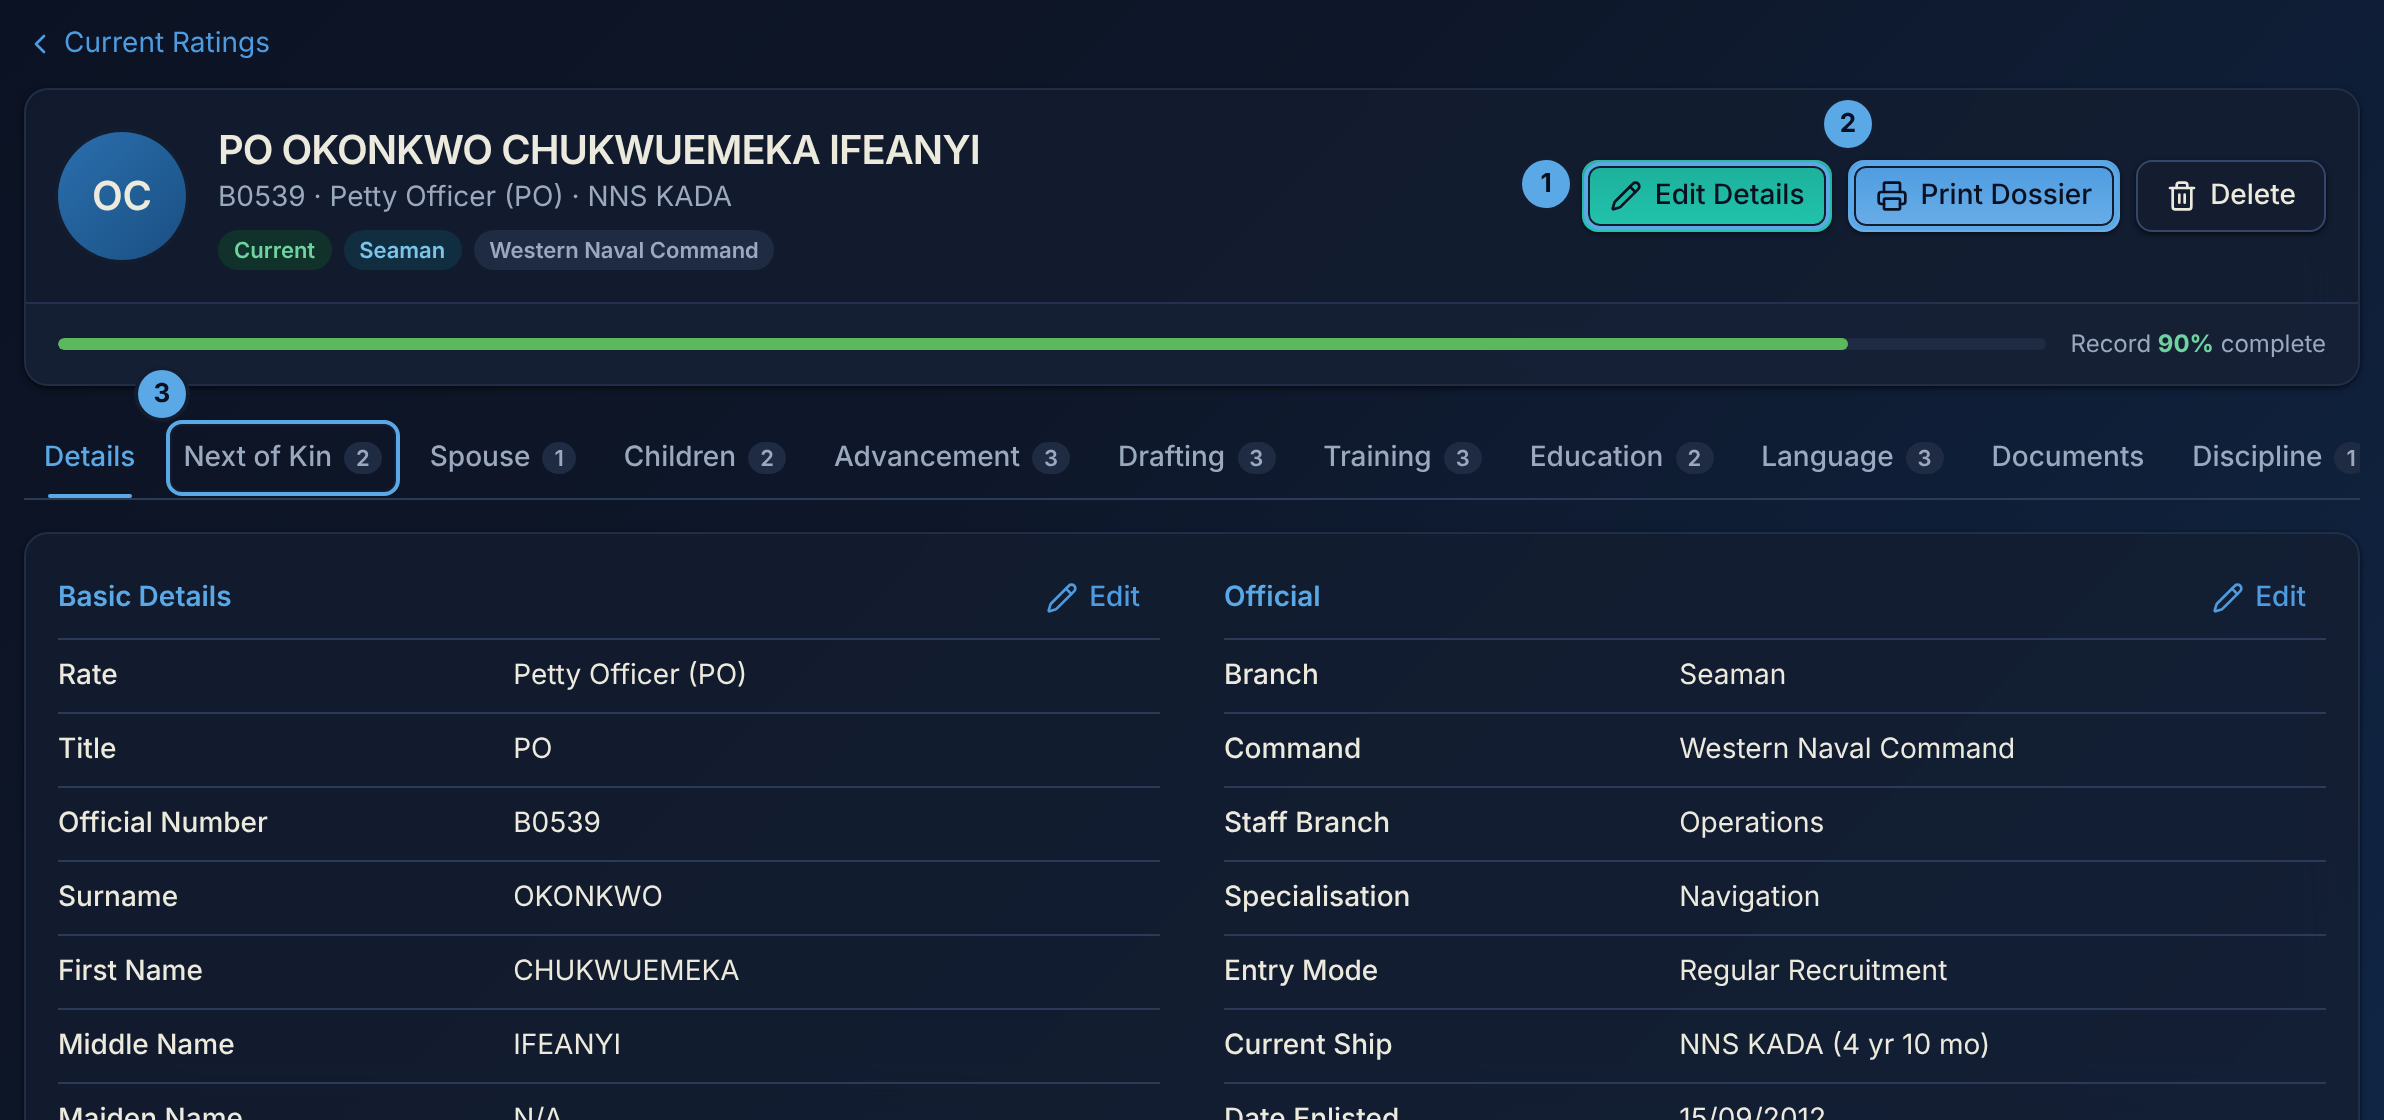 Current Ratings
OC
PO OKONKWO CHUKWUEMEKA IFEANYI
B0539 · Petty Officer (PO) · NNS KADA
Current Seaman Western Naval Command
1 Edit Details
2 Print Dossier
Delete
Record 90% complete
3
Details Next of Kin 2 Spouse 1 Children 2 Advancement 3 Drafting 3 Training 3 Education 2 Language 3 Documents Discipline 1
Basic Details Edit
Rate Petty Officer (PO)
Title PO
Official Number B0539
Surname OKONKWO
First Name CHUKWUEMEKA
Middle Name IFEANYI
Maiden Name N/A
Official Edit
Branch Seaman
Command Western Naval Command
Staff Branch Operations
Specialisation Navigation
Entry Mode Regular Recruitment
Current Ship NNS KADA (4 yr 10 mo)
Date Enlisted 15/09/2012